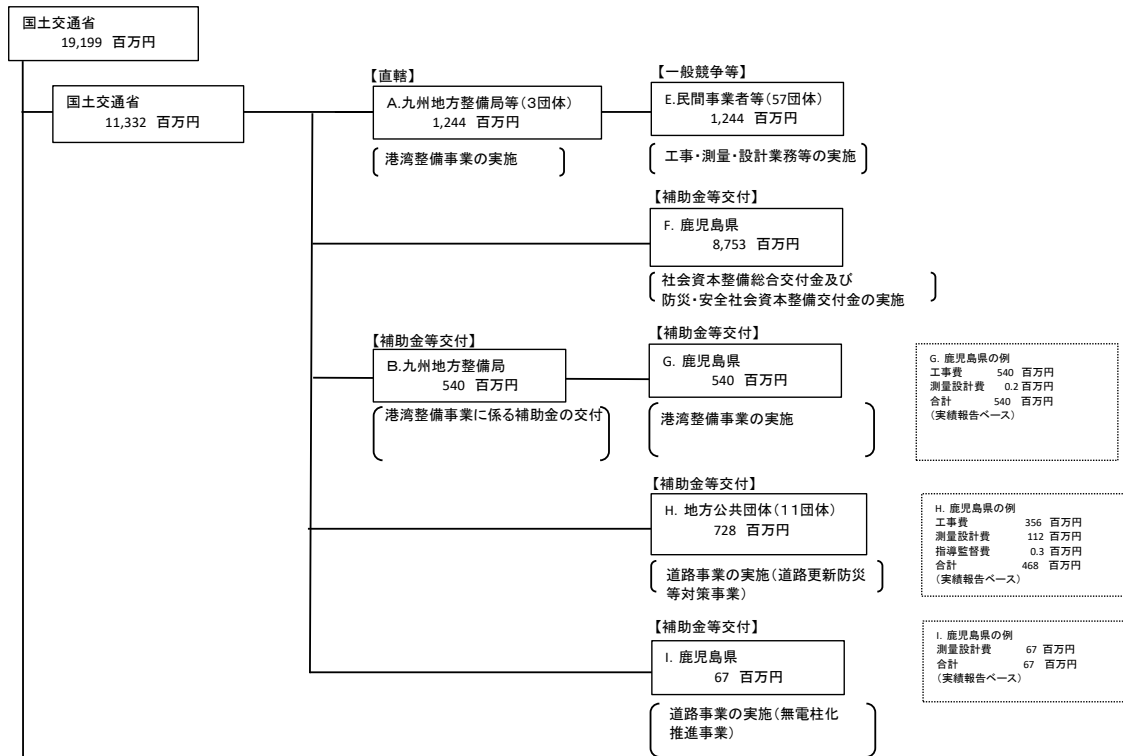 国土交通省
19,199 百万円
国土交通省
11,332 百万円
【直轄】
A.九州地方整備局等(3団体)
1,244 百万円
港湾整備事業の実施
【一般競争等】
E.民間事業者等(57団体)
1,244 百万円
工事・測量・設計業務等の実施
【補助金等交付】
F. 鹿児島県
8,753 百万円
社会資本整備総合交付金及び
防災・安全社会資本整備交付金の実施
【補助金等交付】
B.九州地方整備局
540 百万円
港湾整備事業に係る補助金の交付
【補助金等交付】
G. 鹿児島県
540 百万円
港湾整備事業の実施
G. 鹿児島県の例
工事費 540 百万円
測量設計費 0.2 百万円
合計 540 百万円
(実績報告ベース)
【補助金等交付】
H. 地方公共団体(11団体)
728 百万円
道路事業の実施(道路更新防災
等対策事業)
H. 鹿児島県の例
工事費 356 百万円
測量設計費 112 百万円
指導監督費 0.3 百万円
合計 468 百万円
(実績報告ベース)
【補助金等交付】
I. 鹿児島県
67 百万円
道路事業の実施(無電柱化
推進事業)
I. 鹿児島県の例
測量設計費 67 百万円
合計 67 百万円
(実績報告ベース)